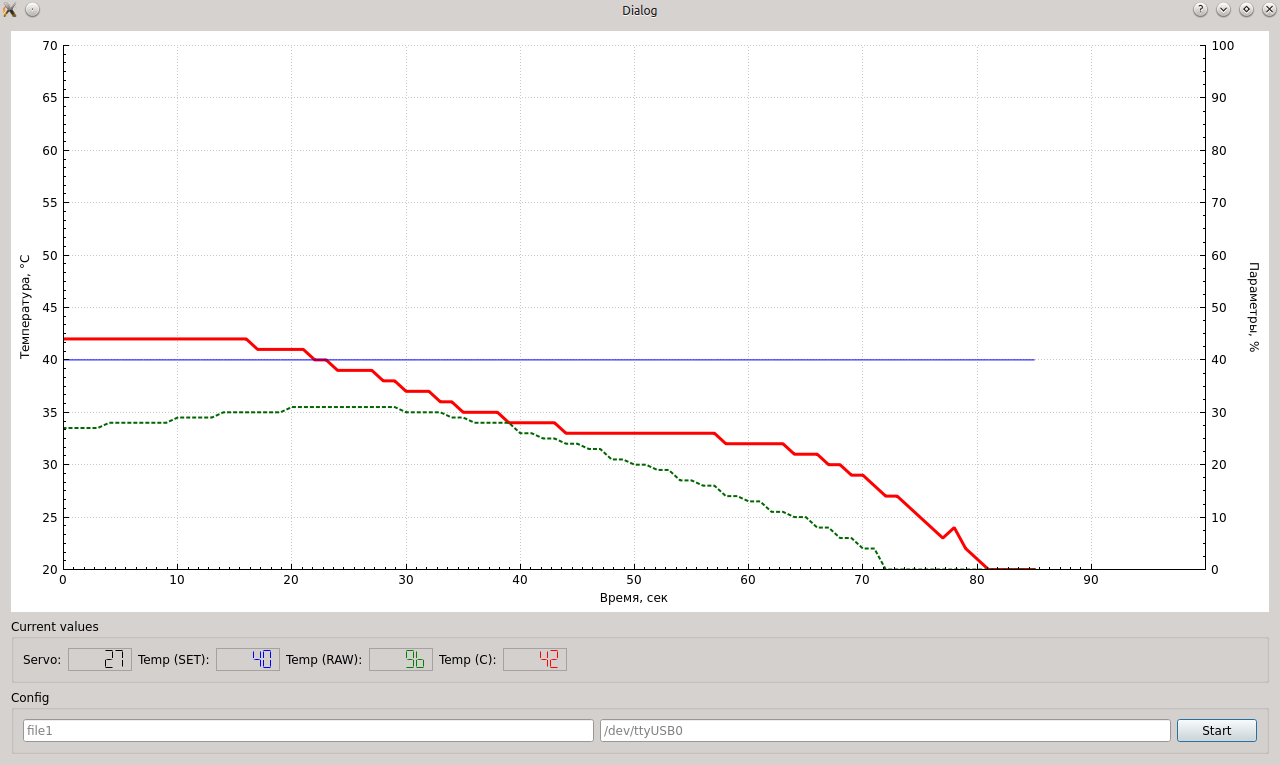 Dialog
Температура, °C
70
65
60
55
50
45
40
35
30
25
20
100
90
80
70
60
50
40
30
20
10
0
Параметры, %
0 10 20 30 40 50 60 70 80 90
Время, сек
Current values
Servo: 27 Temp (SET): 40 Temp (RAW): 96 Temp (C): 42
Config
file1 /dev/ttyUSB0 Start